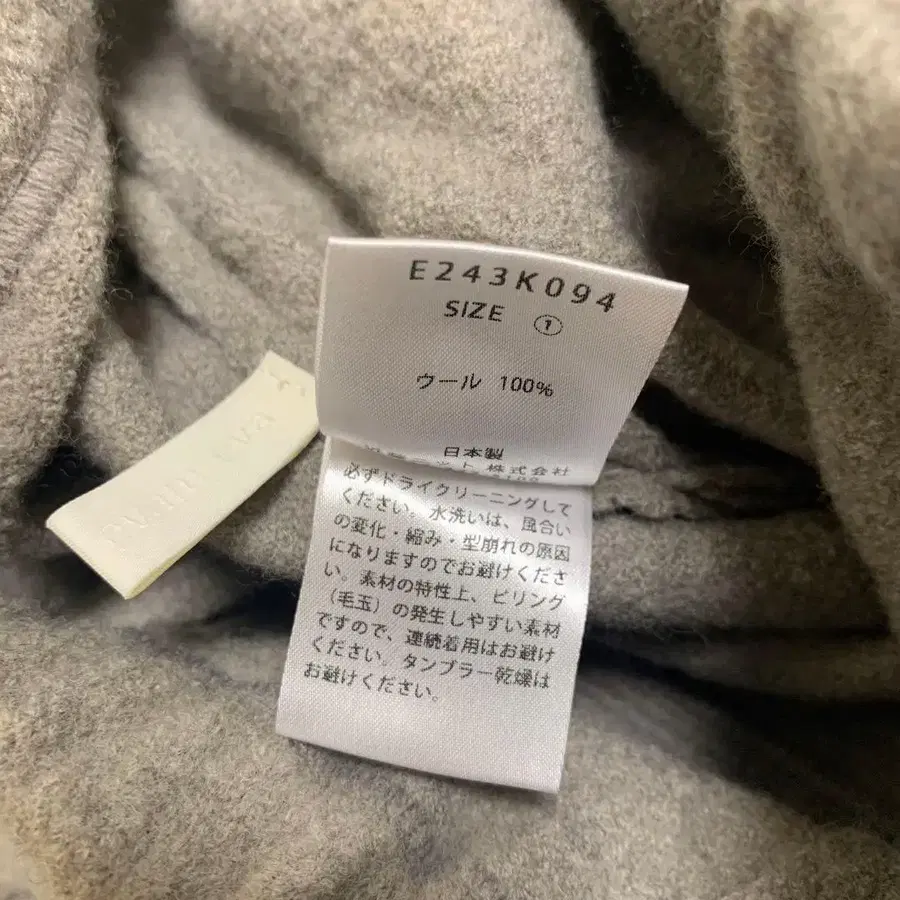 E243K094
SIZE ①
ウール 100%
日本製
株式会社
必ずドライクリーニングして
ください。水洗いは、風合い
の変化・縮み・型崩れの原因
になりますのでお避けくださ
い。素材の特性上、ピリング
（毛玉）の発生しやすい素材
ですので、連続着用はお避け
ください。タンブラー乾燥は
お避けください。